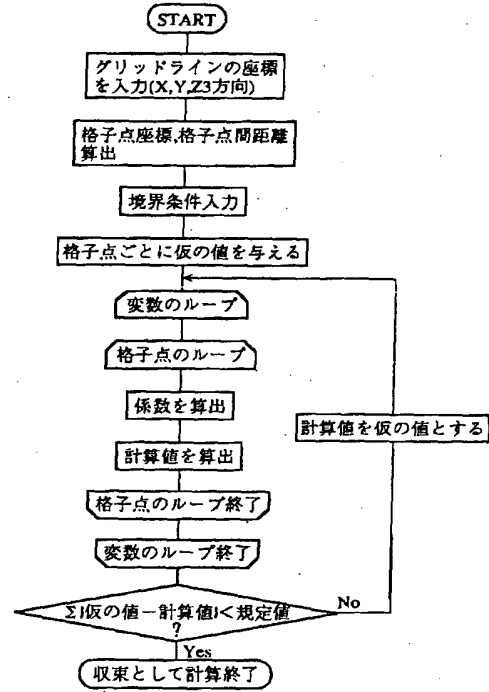 START
グリッドラインの座標
を入力(X,Y,Z3方向)
格子点座標,格子点間距離
算出
境界条件入力
格子点ごとに仮の値を与える
変数のループ
格子点のループ
係数を算出
計算値を仮の値とする
計算値を算出
格子点のループ終了
変数のループ終了
Σ|仮の値－計算値|<規定値
?
No
Yes
収束として計算終了